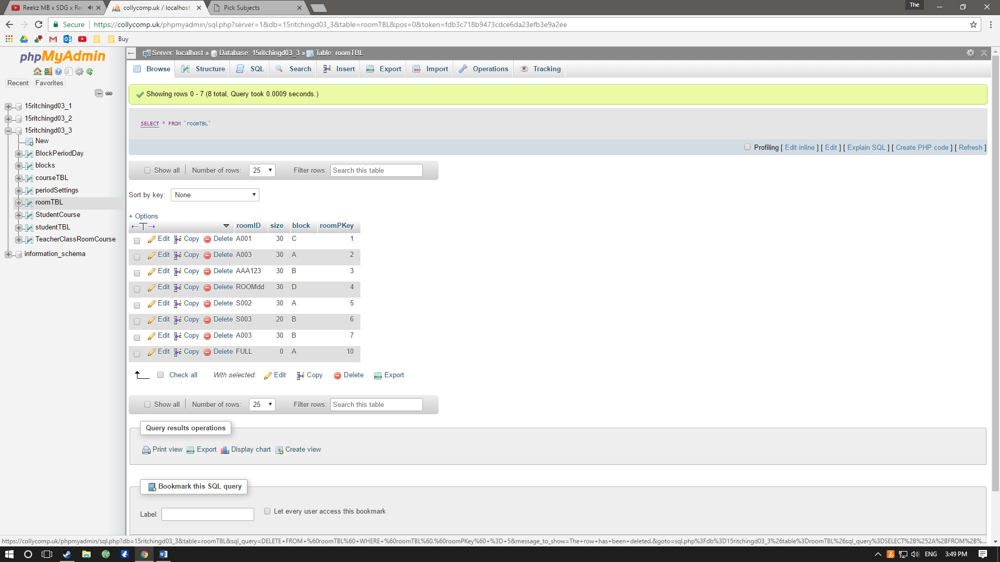 Reekz MB x SDG x Ree
collycomp.uk / localhost
Pick Subjects
The
Secure
https://collycomp.uk/phpmyadmin/sql.php?server=1&db=15ritchingd03_3&table=roomTBL&pos=0&token=fdb3c718b9473cdce6da23efb3e9a2ee
Buy
phpMyAdmin
Recent Favorites
15ritchingd03_1
15ritchingd03_2
15ritchingd03_3
New
BlockPeriodDay
blocks
courseTBL
periodSettings
roomTBL
StudentCourse
studentTBL
TeacherClassRoomCourse
information_schema
Server: localhost » Database: 15ritchingd03_3 » Table: roomTBL
Browse Structure SQL Search Insert Export Import Operations Tracking
Showing rows 0 - 7 (8 total, Query took 0.0009 seconds.)
SELECT * FROM `roomTBL`
Profiling [ Edit inline ] [ Edit ] [ Explain SQL ] [ Create PHP code ] [ Refresh ]
Show all Number of rows: 25 Filter rows: Search this table
Sort by key: None
+ Options
roomID size block roomPKey
Edit Copy Delete A001 30 C 1
Edit Copy Delete A003 30 A 2
Edit Copy Delete AAA123 30 B 3
Edit Copy Delete ROOMdd 30 D 4
Edit Copy Delete S002 30 A 5
Edit Copy Delete S003 20 B 6
Edit Copy Delete A003 30 B 7
Edit Copy Delete FULL 0 A 10
Check all With selected: Edit Copy Delete Export
Show all Number of rows: 25 Filter rows: Search this table
Query results operations
Print view Export Display chart Create view
Bookmark this SQL query
Label: Let every user access this bookmark
https://collycomp.uk/phpmyadmin/sql.php?db=15ritchingd03_3&table=roomTBL&sql_query=DELETE+FROM+%60roomTBL%60+WHERE+%60roomTBL%60.%60roomPKey%60+%3D+5&message_to_show=The+row+has+been+deleted.&goto=sql.php%3Fdb%3D15ritchingd03_3%26table%3DroomTBL%26sql_query%3DSELECT%2B%252A%2BFROM%2B%...
ENG 3:49 PM